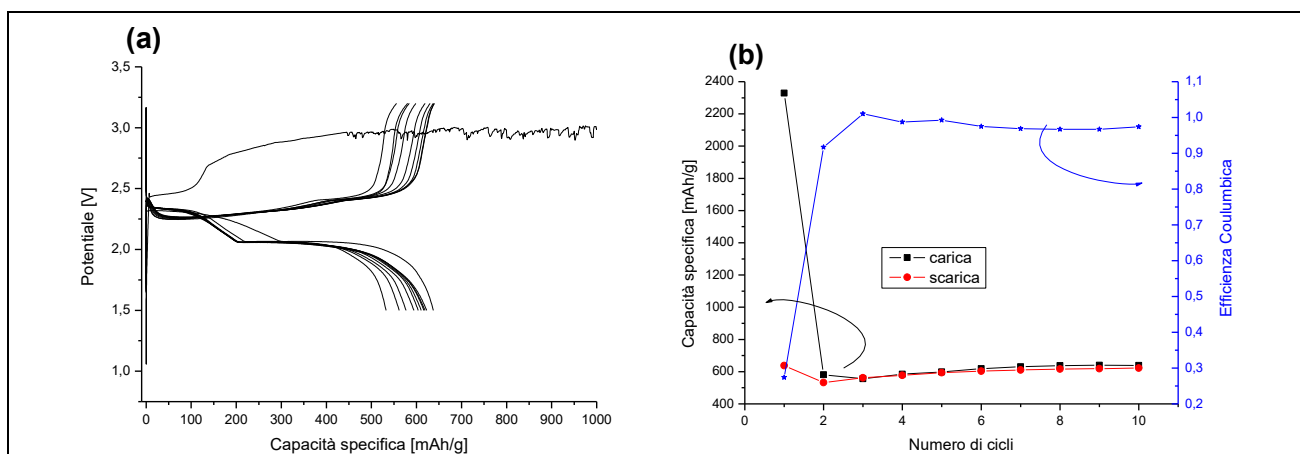 (a)
3,5
3,0
2,5
2,0
1,5
1,0
Potenziale [V]
0 100 200 300 400 500 600 700 800 900 1000
Capacità specifica [mAh/g]
(b)
2400
2200
2000
1800
1600
1400
1200
1000
800
600
400
Capacità specifica [mAh/g]
carica
scarica
1,1
1,0
0,9
0,8
0,7
0,6
0,5
0,4
0,3
0,2
Efficienza Coulumbica
0 2 4 6 8 10
Numero di cicli